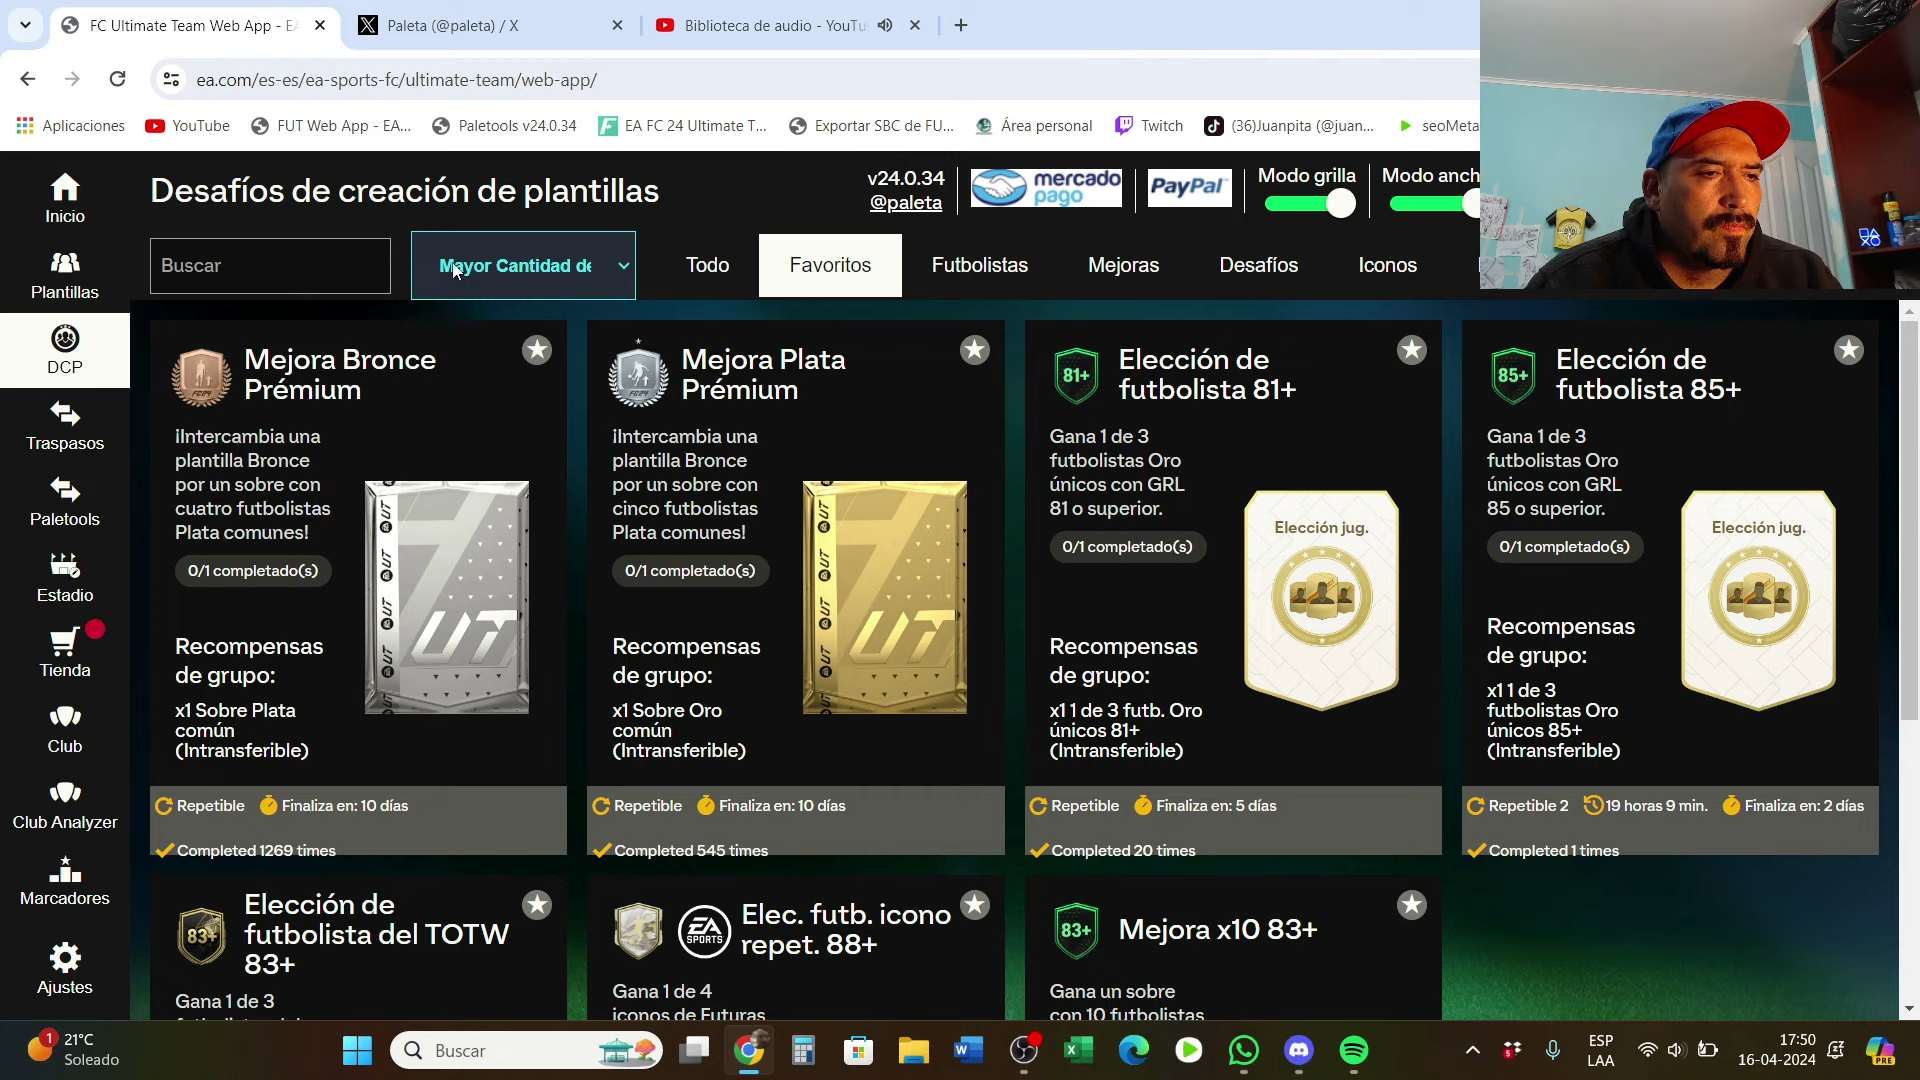 FC Ultimate Team Web App - EA
Paleta (@paleta) / X
Biblioteca de audio - YouTu
ea.com/es-es/ea-sports-fc/ultimate-team/web-app/
Aplicaciones
YouTube
FUT Web App - EA...
Paletools v24.0.34
EA FC 24 Ultimate T...
Exportar SBC de FU...
Área personal
Twitch
(36)Juanpita (@juan...
seoMeta
Inicio
Plantillas
DCP
Traspasos
Paletools
Estadio
Tienda
Club
Club Analyzer
Marcadores
Ajustes
Desafíos de creación de plantillas
v24.0.34
@paleta
mercado
pago
PayPal
Modo grilla
Modo anch
Buscar
Mayor Cantidad de
Todo
Favoritos
Futbolistas
Mejoras
Desafíos
Iconos
Mejora Bronce
Prémium
¡Intercambia una
plantilla Bronce
por un sobre con
cuatro futbolistas
Plata comunes!
0/1 completado(s)
Recompensas
de grupo:
x1 Sobre Plata
común
(Intransferible)
UT
Repetible
Finaliza en: 10 días
Completed 1269 times
Mejora Plata
Prémium
¡Intercambia una
plantilla Bronce
por un sobre con
cinco futbolistas
Plata comunes!
0/1 completado(s)
Recompensas
de grupo:
x1 Sobre Oro
común
(Intransferible)
UT
Repetible
Finaliza en: 10 días
Completed 545 times
81+
Elección de
futbolista 81+
Gana 1 de 3
futbolistas Oro
únicos con GRL
81 o superior.
0/1 completado(s)
Elección jug.
Recompensas
de grupo:
x1 1 de 3 futb. Oro
únicos 81+
(Intransferible)
Repetible
Finaliza en: 5 días
Completed 20 times
85+
Elección de
futbolista 85+
Gana 1 de 3
futbolistas Oro
únicos con GRL
85 o superior.
0/1 completado(s)
Elección jug.
Recompensas
de grupo:
x1 1 de 3
futbolistas Oro
únicos 85+
(Intransferible)
Repetible 2
19 horas 9 min.
Finaliza en: 2 días
Completed 1 times
83+
Elección de
futbolista del TOTW
83+
Gana 1 de 3
EA
SPORTS
Elec. futb. icono
repet. 88+
Gana 1 de 4
iconos de Futuras
83+
Mejora x10 83+
Gana un sobre
con 10 futbolistas
1
21°C
Soleado
Buscar
ESP
LAA
17:50
16-04-2024
PRE